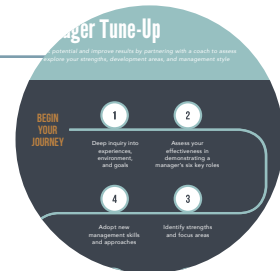 Tune-Up
potential and improve results by partnering with a coach to assess
explore your strengths, development areas, and management style
BEGIN
YOUR
JOURNEY
1
Deep inquiry into
experiences,
environment,
and goals
2
Assess your
effectiveness in
demonstrating a
manager's six key roles
4
Adopt new
management skills
and approaches
3
Identify strengths
and focus areas